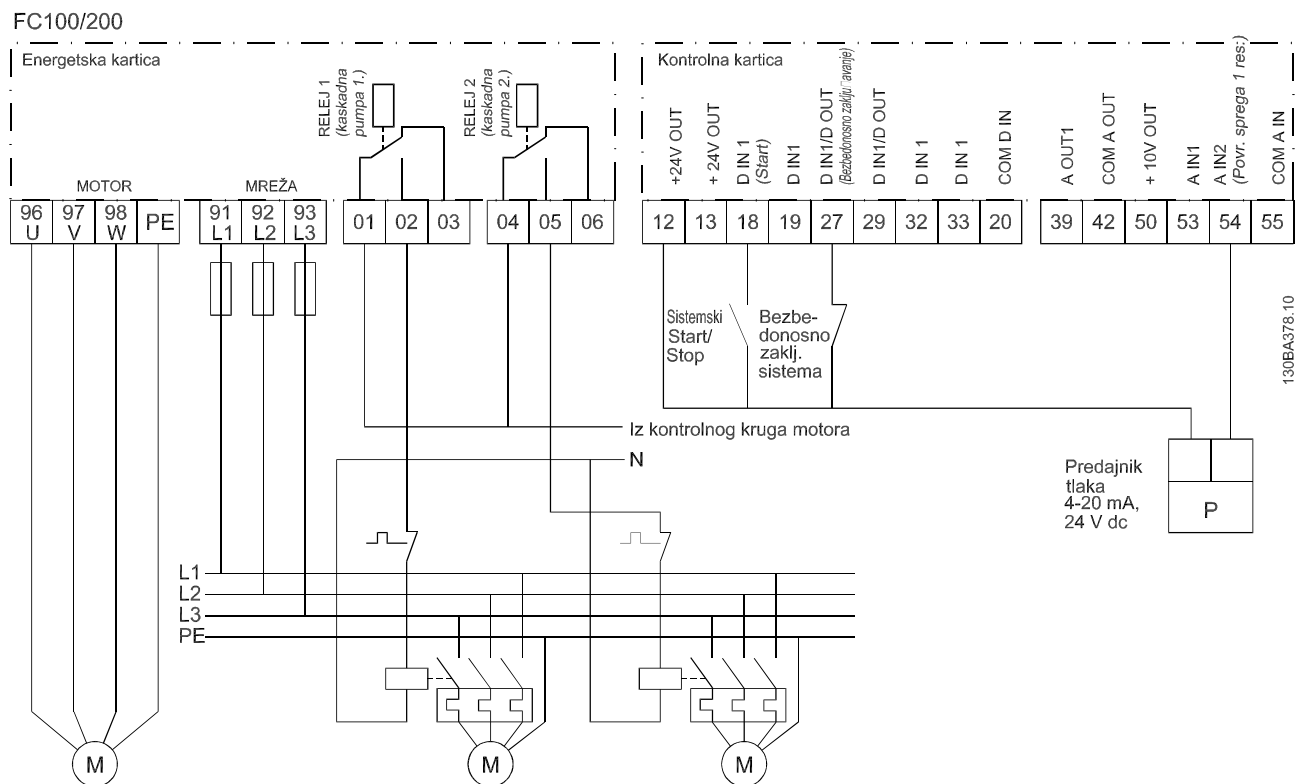 FC100/200
Energetska kartica
Kontrolna kartica
RELEJ 1
(kaskadna
pumpa 1.)
RELEJ 2
(kaskadna
pumpa 2.)
+24V OUT
+ 24V OUT
D IN 1
(Start)
D IN1
D IN1/D OUT
D IN1/D OUT
D IN 1
D IN 1
COM D IN
A OUT1
COM A OUT
+ 10V OUT
A IN1
A IN2
(Povr. sprega 1 res:)
COM A IN
MOTOR
MREŽA
96 97 98 PE
U V W
91 92 93
L1 L2 L3
01 02 03
04 05 06
12 13 18 19 27 29 32 33 20
39 42 50 53 54 55
Sistemski
Start/
Stop
Bezbe-
donosno
zaklj.
sistema
130BA378.10
Iz kontrolnog kruga motora
N
Predajnik
tlaka
4-20 mA,
24 V dc
P
L1
L2
L3
PE
M
M
M